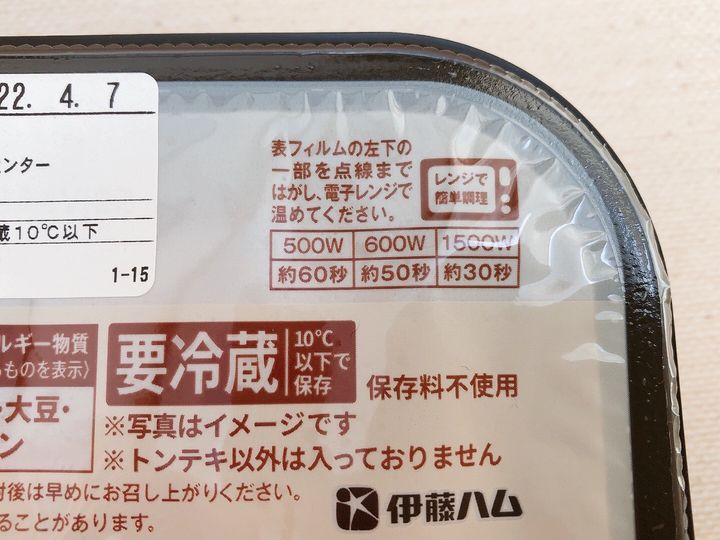 22. 4. 7
センター
蔵10℃以下
1-15
表フィルムの左下の
一部を点線まで
はがし、電子レンジで
温めてください。
レンジで
簡単調理
500W 600W 1500W
約60秒 約50秒 約30秒
ルギー物質
ものを表示〉
・大豆・
ン
要冷蔵
10℃
以下で
保存
保存料不使用
※写真はイメージです
※トンテキ以外は入っておりません
封後は早めにお召し上がりください。
ることがあります。
伊藤ハム